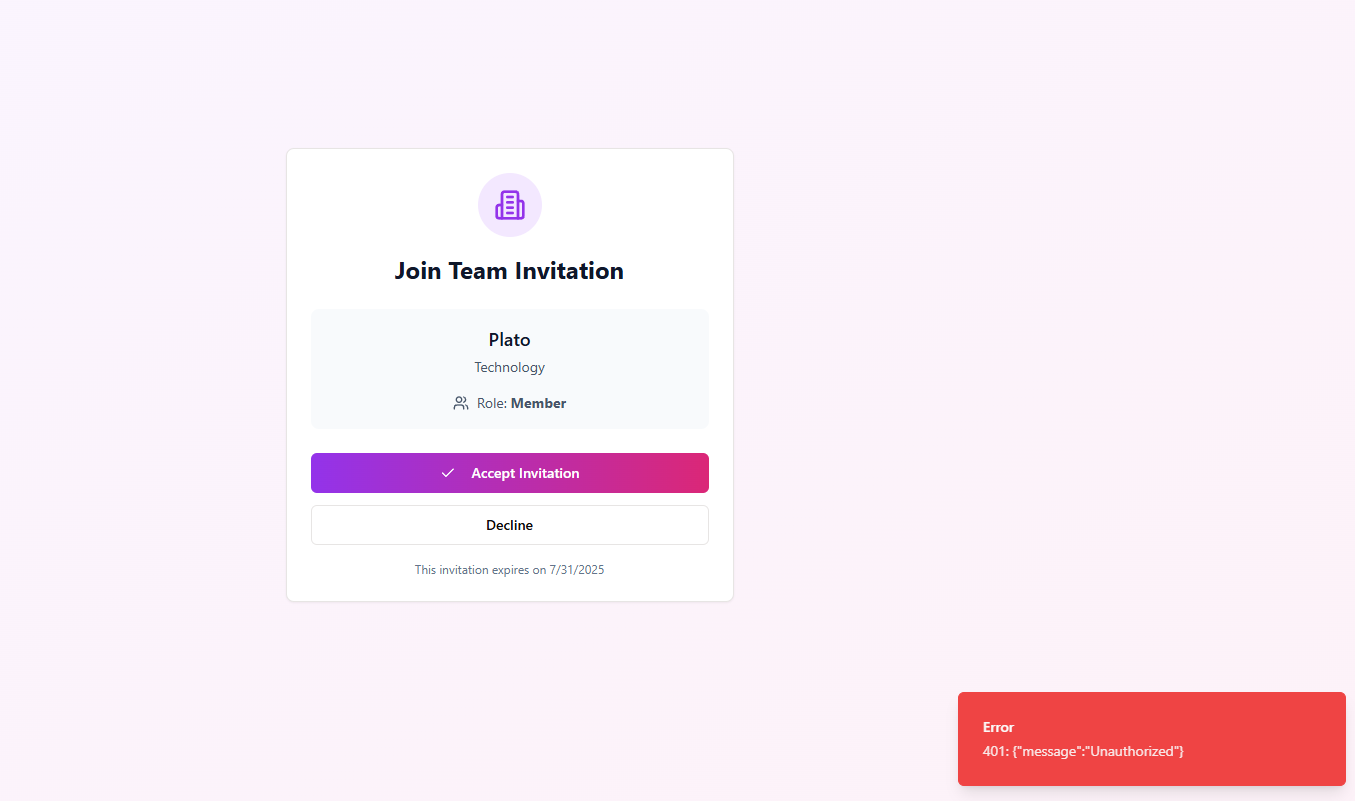 Join Team Invitation
Plato
Technology
Role: Member
Accept Invitation
Decline
This invitation expires on 7/31/2025
Error
401: {"message":"Unauthorized"}